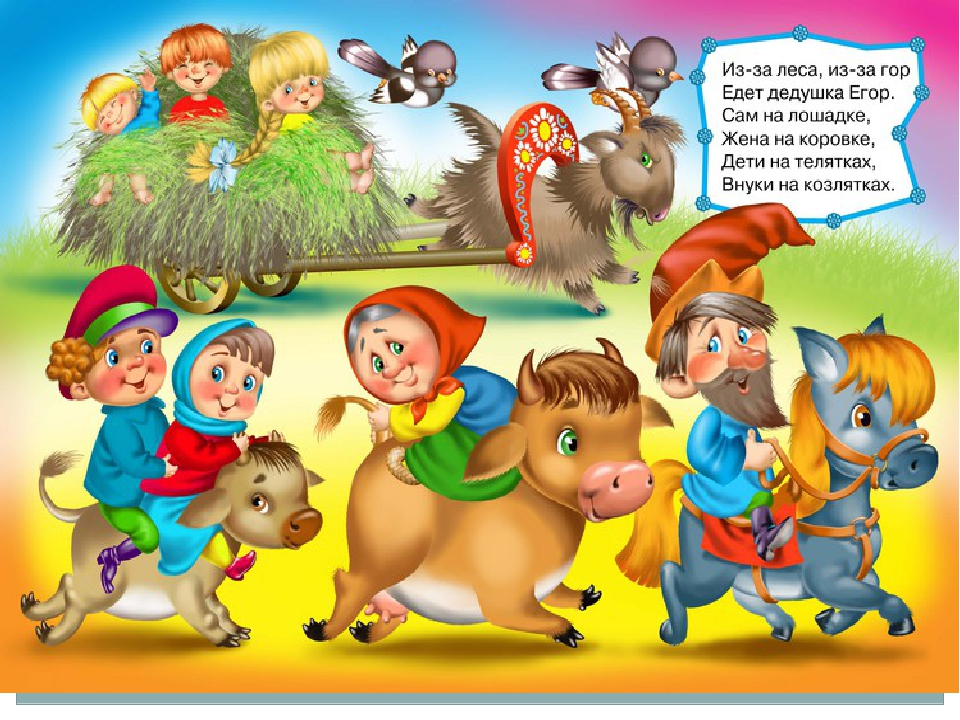 Из-за леса, из-за гор
Едет дедушка Егор.
Сам на лошадке,
Жена на коровке,
Дети на телятках,
Внуки на козлятках.